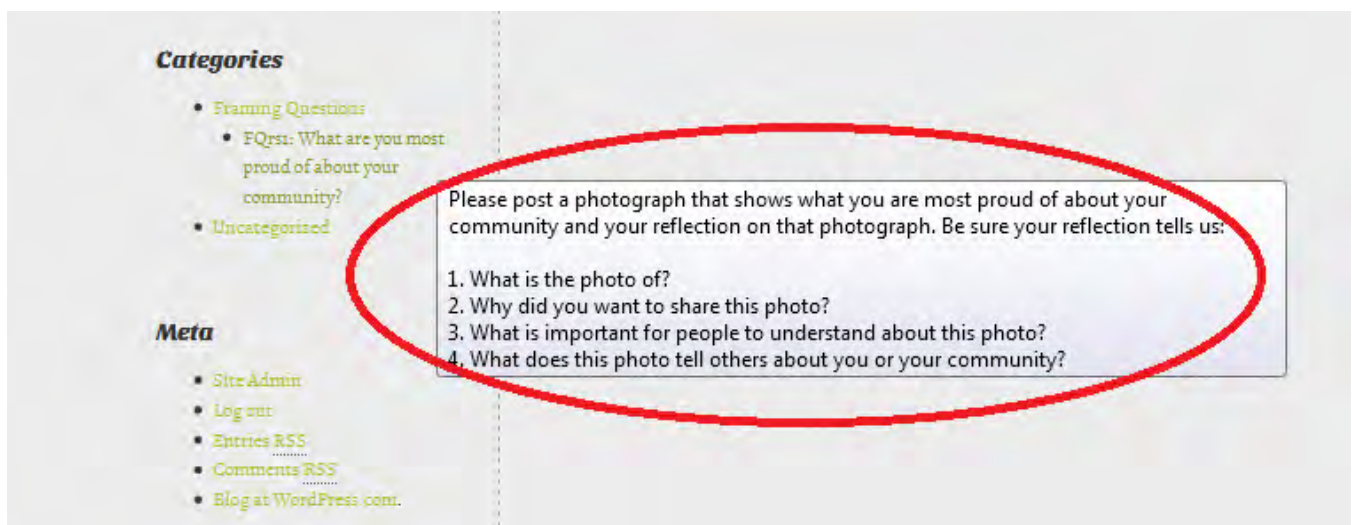 Categories
Framing Questions
FQrs1: What are you most
proud of about your
community?
Uncategorized
Meta
Site Admin
Log out
Entries RSS
Comments RSS
Blog at WordPress.com.
Please post a photograph that shows what you are most proud of about your
community and your reflection on that photograph. Be sure your reflection tells us:
1. What is the photo of?
2. Why did you want to share this photo?
3. What is important for people to understand about this photo?
4. What does this photo tell others about you or your community?